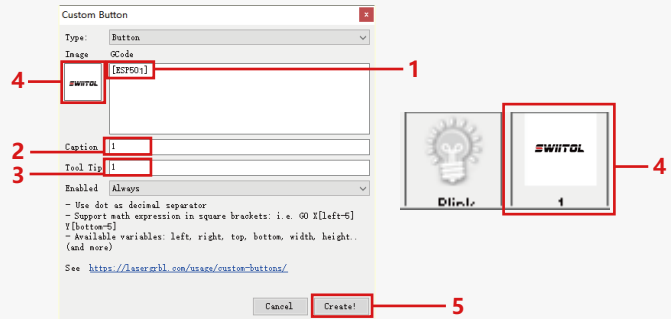 Custom Button
x
Type: Button
Image GCode
[ESP501]
1
4
SWIITOL
Caption 1
2
Tool Tip 1
3
Enabled Always
- Use dot as decimal separator
- Support math expression in square brackets: i.e. G0 X[left-5]
Y[bottom-5]
- Available variables: left, right, top, bottom, width, height..
(and more)
See https://lasergrbl.com/usage/custom-buttons/
Cancel Create!
5
SWIITOL
4
Blink 1